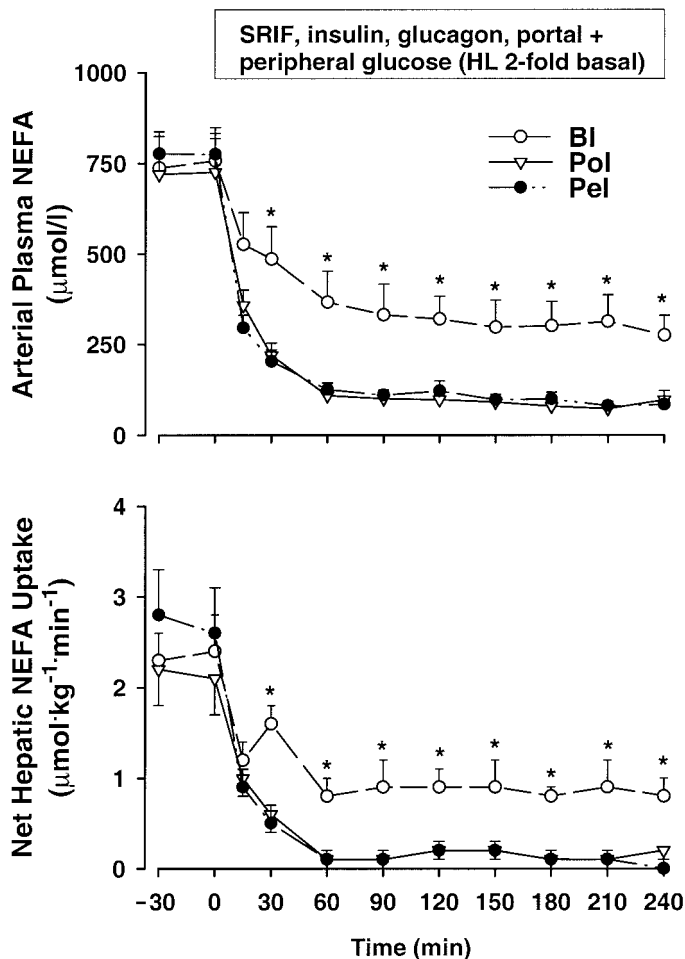 SRIF, insulin, glucagon, portal +
peripheral glucose (HL 2-fold basal)
1000
750
500
250
0
Arterial Plasma NEFA
(μmol/l)
BI
Pol
Pel
*
*
*
*
*
*
*
*
4
3
2
1
0
Net Hepatic NEFA Uptake
(μmol·kg⁻¹·min⁻¹)
*
*
*
*
*
*
*
*
−30 0 30 60 90 120 150 180 210 240
Time (min)